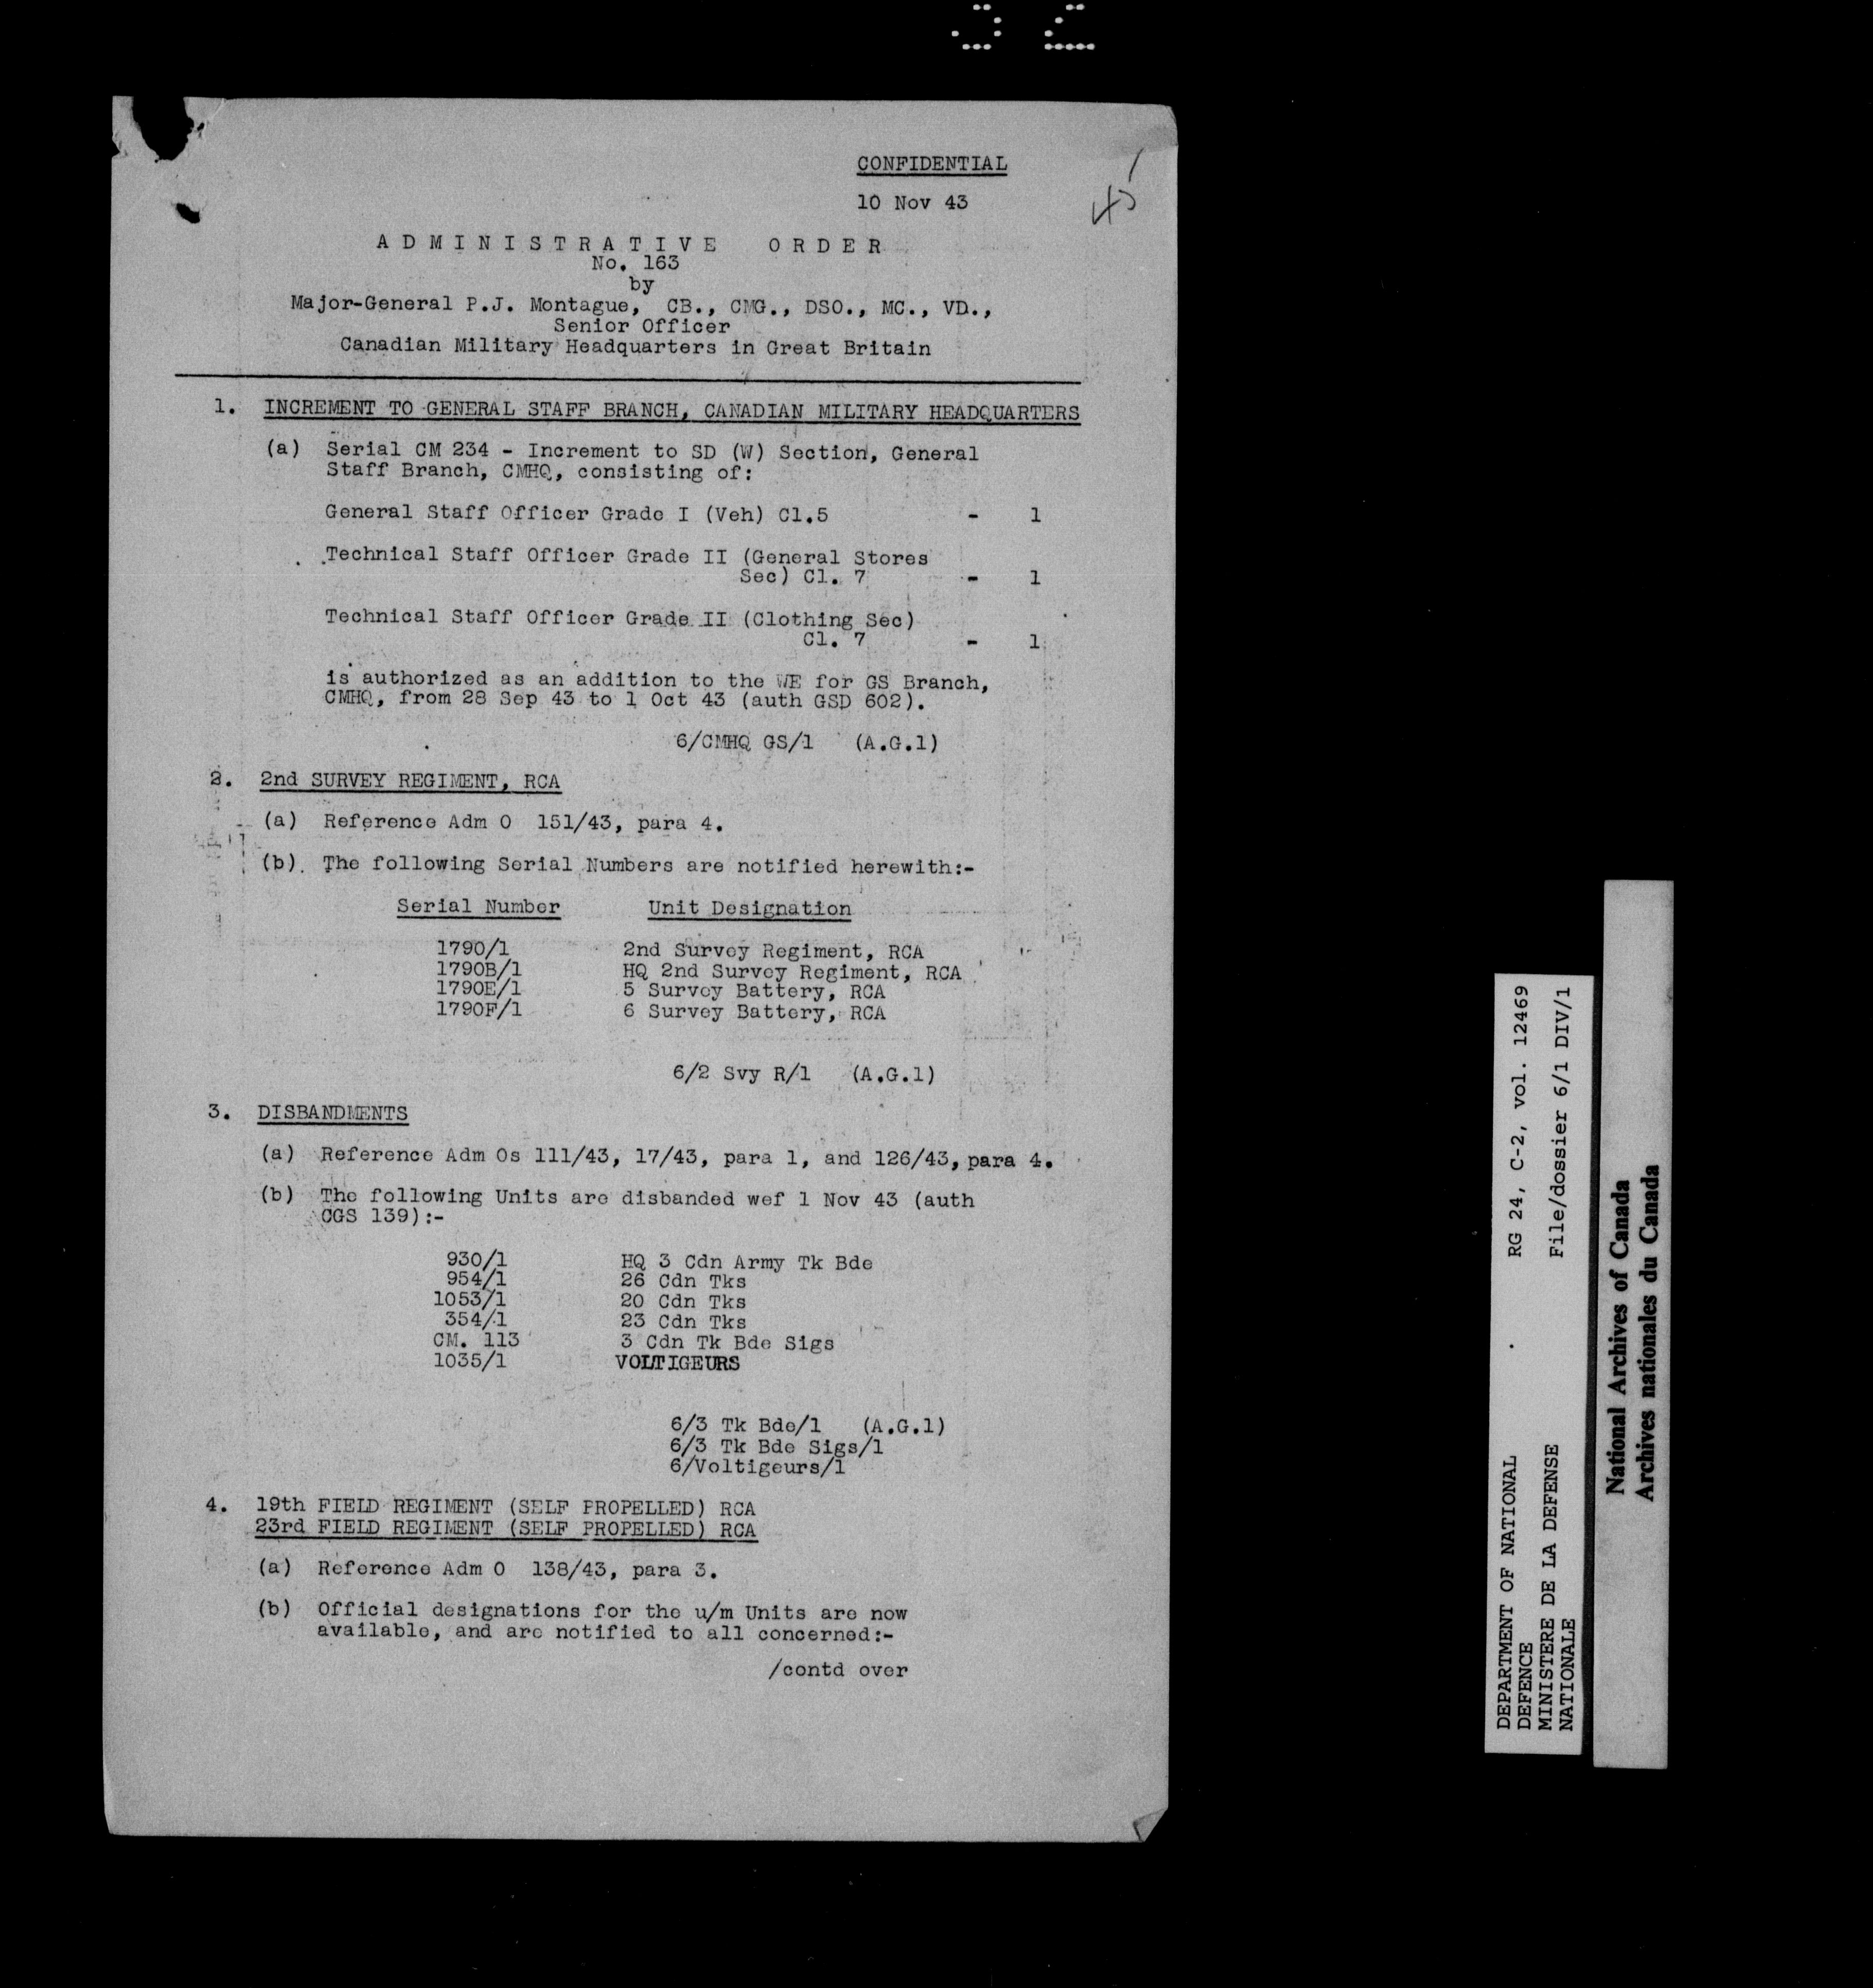 CONFIDENTIAL
10 Nov 43
45
ADMINISTRATIVE ORDER
No. 163
by
Major-General P.J. Montague, CB., CMG., DSO., MC., VD.,
Senior Officer
Canadian Military Headquarters in Great Britain
1. INCREMENT TO GENERAL STAFF BRANCH, CANADIAN MILITARY HEADQUARTERS
(a) Serial CM 234 - Increment to SD (W) Section, General
Staff Branch, CMHQ, consisting of:
General Staff Officer Grade I (Veh) Cl.5 - 1
Technical Staff Officer Grade II (General Stores
Sec) Cl. 7 - 1
Technical Staff Officer Grade II (Clothing Sec)
Cl. 7 - 1
is authorized as an addition to the WE for GS Branch,
CMHQ, from 28 Sep 43 to 1 Oct 43 (auth GSD 602).
6/CMHQ GS/1 (A.G.1)
2. 2nd SURVEY REGIMENT, RCA
(a) Reference Adm O 151/43, para 4.
(b). The following Serial Numbers are notified herewith:-
Serial Number Unit Designation
1790/1 2nd Survey Regiment, RCA
1790B/1 HQ 2nd Survey Regiment, RCA
1790E/1 5 Survey Battery, RCA
1790F/1 6 Survey Battery, RCA
6/2 Svy R/1 (A.G.1)
3. DISBANDMENTS
(a) Reference Adm Os 111/43, 17/43, para 1, and 126/43, para 4.
(b) The following Units are disbanded wef 1 Nov 43 (auth
CGS 139):-
930/1 HQ 3 Cdn Army Tk Bde
954/1 26 Cdn Tks
1053/1 20 Cdn Tks
354/1 23 Cdn Tks
CM. 113 3 Cdn Tk Bde Sigs
1035/1 VOLTIGEURS
6/3 Tk Bde/1 (A.G.1)
6/3 Tk Bde Sigs/1
6/Voltigeurs/1
4. 19th FIELD REGIMENT (SELF PROPELLED) RCA
23rd FIELD REGIMENT (SELF PROPELLED) RCA
(a) Reference Adm O 138/43, para 3.
(b) Official designations for the u/m Units are now
available, and are notified to all concerned:-
/contd over
DEPARTMENT OF NATIONAL RG 24, C-2, vol. 12469
DEFENCE
MINISTERE DE LA DEFENSE File/dossier 6/1 DIV/1
NATIONALE
National Archives of Canada
Archives nationales du Canada